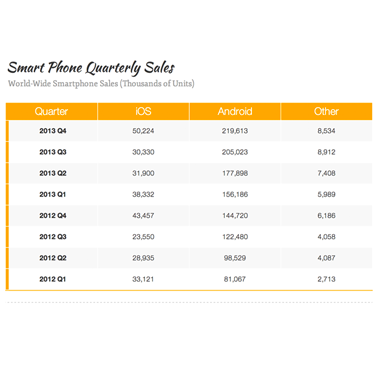 Smart Phone Quarterly Sales
World-Wide Smartphone Sales (Thousands of Units)
Quarter iOS Android Other
2013 Q4 50,224 219,613 8,534
2013 Q3 30,330 205,023 8,912
2013 Q2 31,900 177,898 7,408
2013 Q1 38,332 156,186 5,989
2012 Q4 43,457 144,720 6,186
2012 Q3 23,550 122,480 4,058
2012 Q2 28,935 98,529 4,087
2012 Q1 33,121 81,067 2,713